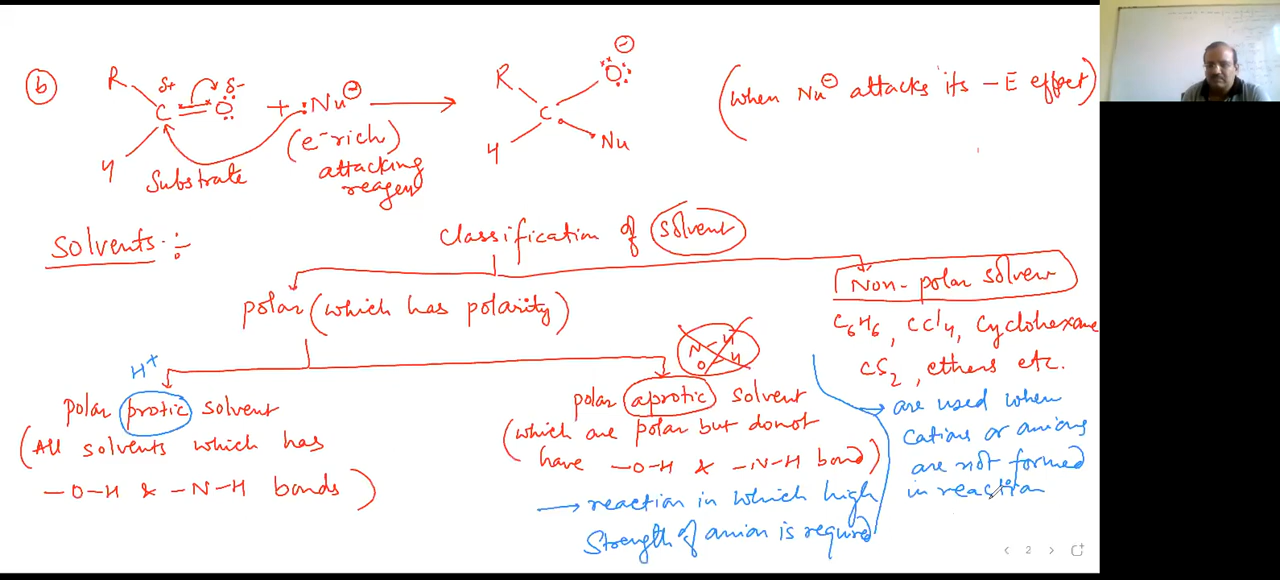 (b) R δ+ δ- C = O + :Nu⊖ → R C O⊖ Nu (when Nu⊖ attacks its -E effect)
H (e⁻ rich) H
Substrate attacking
reagent
Solvents :- Classification of solvent
polar (which has polarity) Non-polar solvent
C₆H₆, CCl₄, Cyclohexane
CS₂, ethers etc.
H⁺ N-H O-H
polar protic solvent polar aprotic solvent
(All solvents which has (which are polar but donot
-O-H & -N-H bonds) have -O-H & -N-H bond)
→ reaction in which high
strength of anion is required
→ are used when
cations or anions
are not formed
in reaction
< 2 >